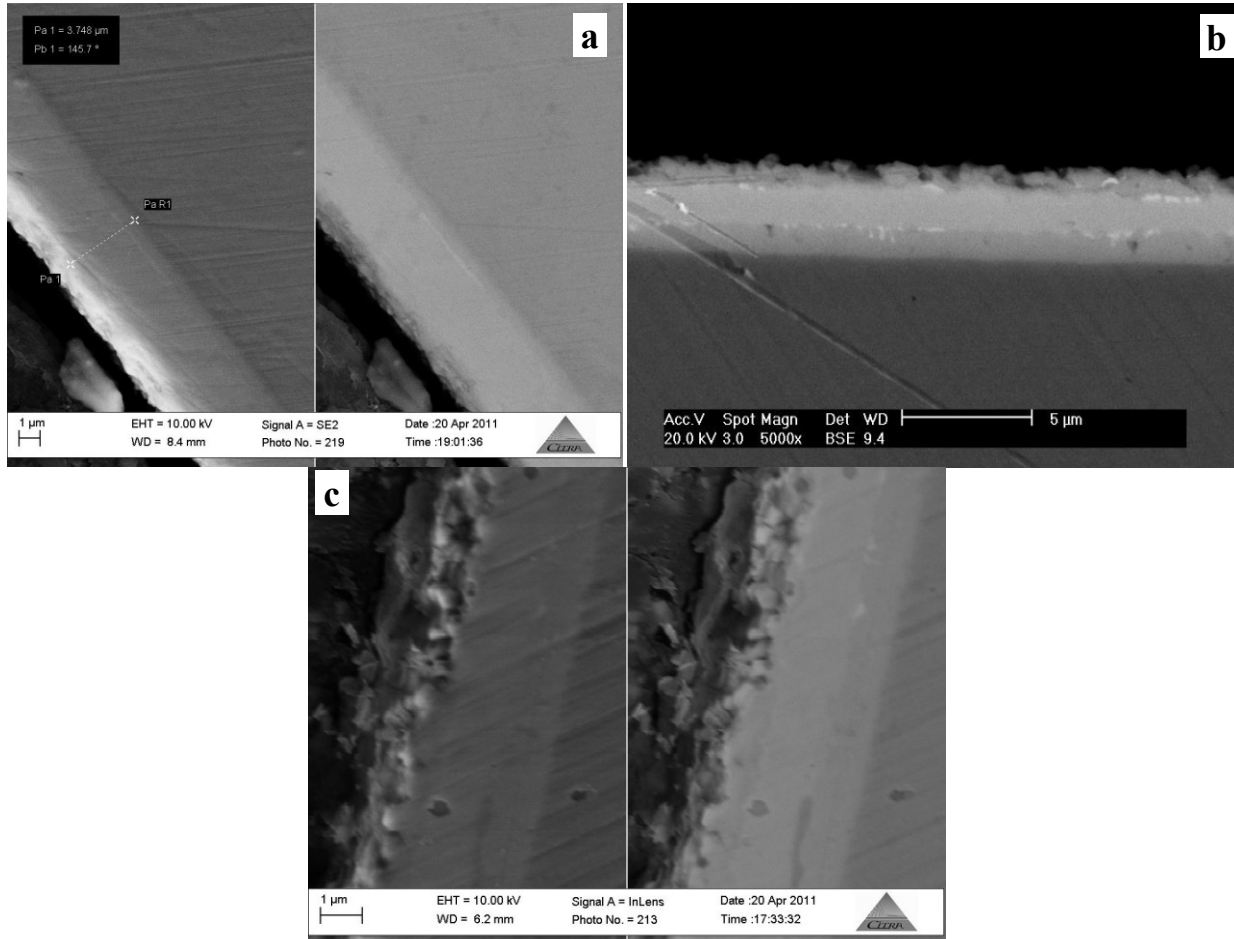 Pa 1 = 3.748 µm
Pb 1 = 145.7 °
a
Pa R1
Pa 1
1 µm
EHT = 10.00 kV
WD = 8.4 mm
Signal A = SE2
Photo No. = 219
Date :20 Apr 2011
Time :19:01:36
CLTRA
b
Acc.V Spot Magn Det WD
5 µm
20.0 kV 3.0 5000x BSE 9.4
c
1 µm
EHT = 10.00 kV
WD = 6.2 mm
Signal A = InLens
Photo No. = 213
Date :20 Apr 2011
Time :17:33:32